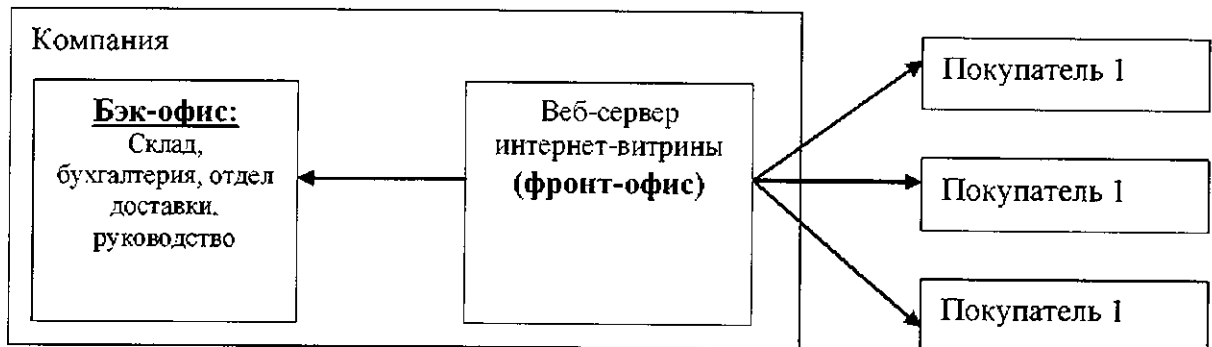 Компания
Бэк-офис:
Склад,
бухгалтерия, отдел
доставки.
руководство
Веб-сервер
интернет-витрины
(фронт-офис)
Покупатель 1
Покупатель 1
Покупатель 1